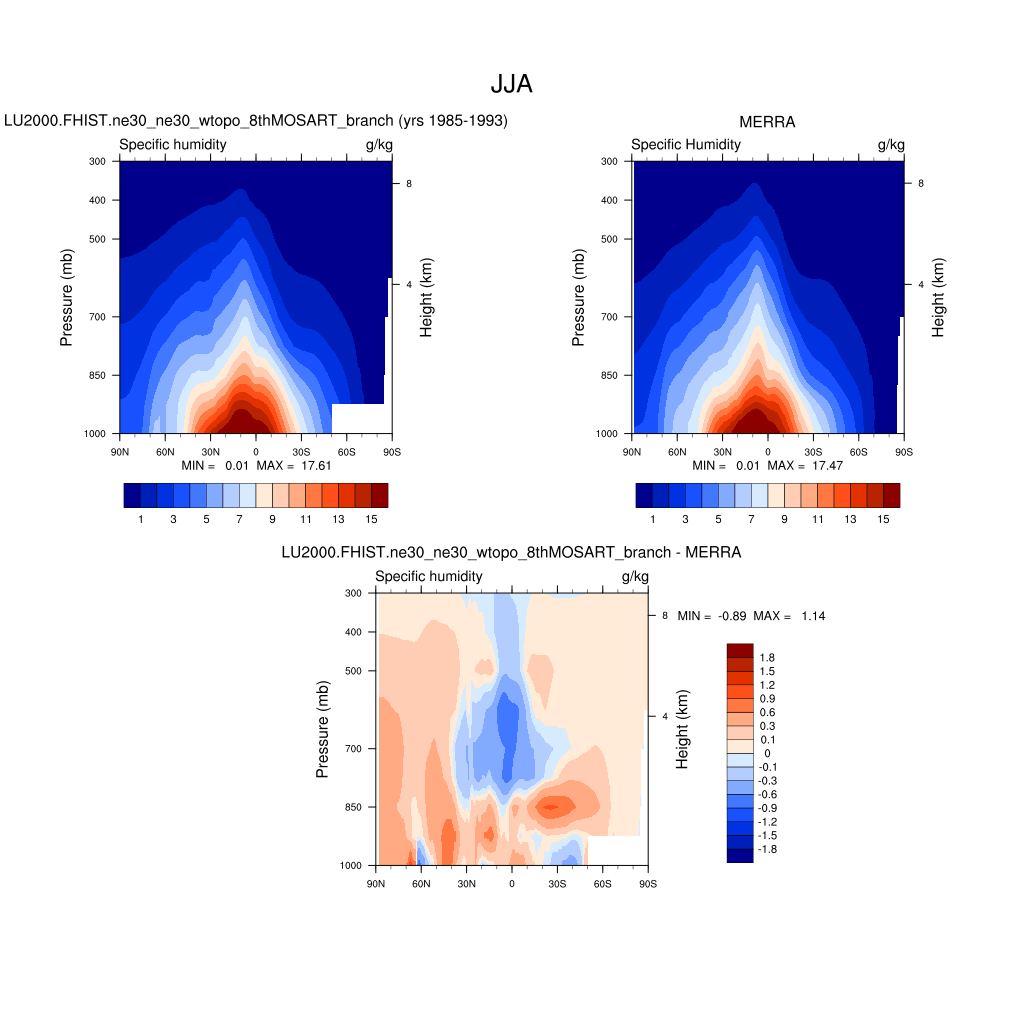 JJA
LU2000.FHIST.ne30_ne30_wtopo_8thMOSART_branch (yrs 1985-1993)
Specific humidity g/kg
300
400
500
700
850
1000
Pressure (mb)
8
4
Height (km)
90N 60N 30N 0 30S 60S 90S
MIN = 0.01 MAX = 17.61
1 3 5 7 9 11 13 15
MERRA
Specific Humidity g/kg
300
400
500
700
850
1000
Pressure (mb)
8
4
Height (km)
90N 60N 30N 0 30S 60S 90S
MIN = 0.01 MAX = 17.47
1 3 5 7 9 11 13 15
LU2000.FHIST.ne30_ne30_wtopo_8thMOSART_branch - MERRA
Specific humidity g/kg
300
400
500
700
850
1000
Pressure (mb)
8
4
Height (km)
90N 60N 30N 0 30S 60S 90S
MIN = -0.89 MAX = 1.14
1.8
1.5
1.2
0.9
0.6
0.3
0.1
0
-0.1
-0.3
-0.6
-0.9
-1.2
-1.5
-1.8